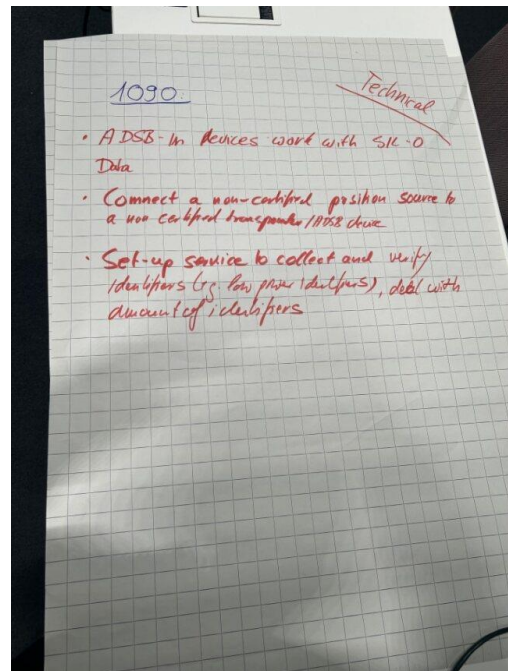 1090
Technical
• ADSB-In devices work with SIL-0
Data
• Connect a non-certified position source to
a non certified transponder/ADSB device
• Set-up service to collect and verify
identifiers (eg. low power identifiers), deal with
amount of identifiers